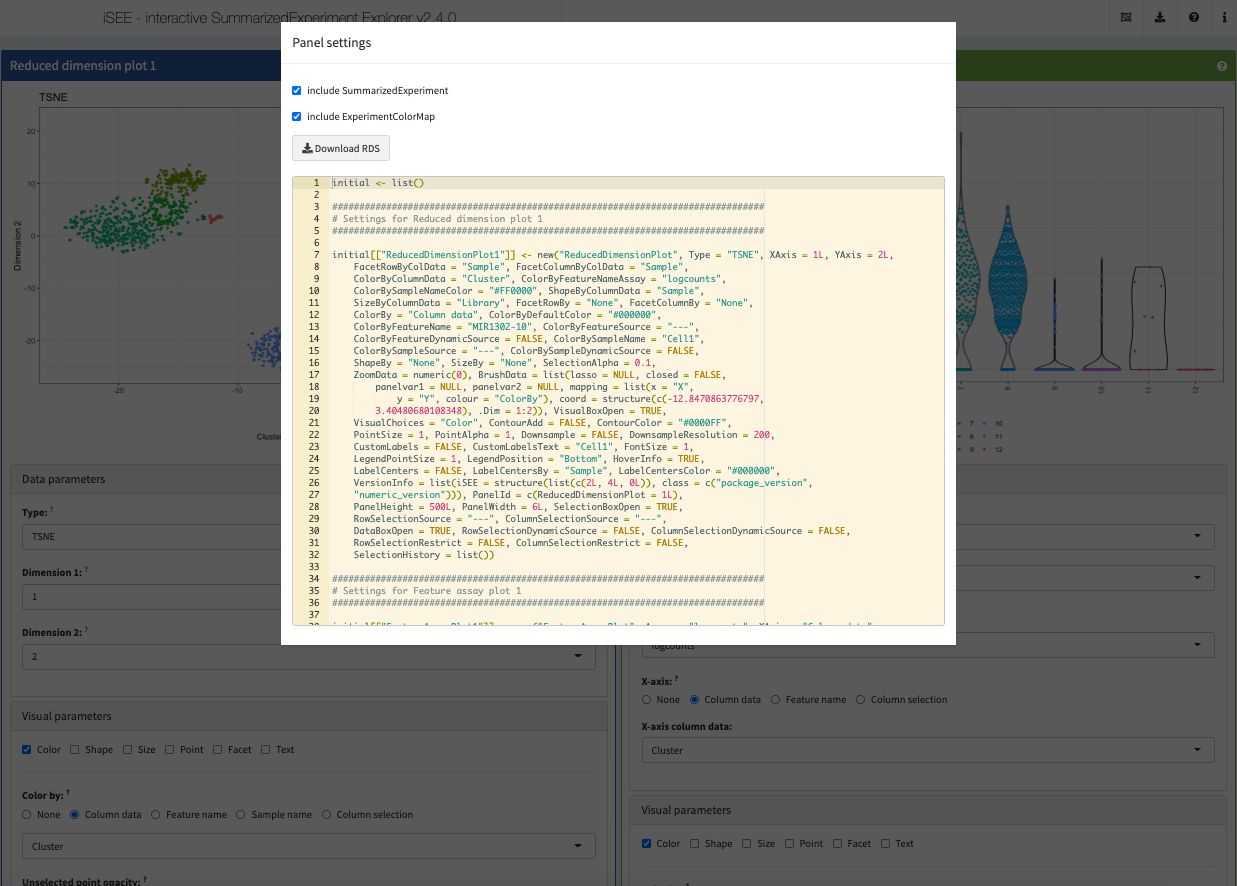 iSEE - interactive SummarizedExperiment Explorer v2.4.0
Reduced dimension plot 1
TSNE
20
10
0
-10
-20
Dimension 2
-20
-10
Cluste
Panel settings
include SummarizedExperiment
include ExperimentColorMap
Download RDS
1 initial <- list()
2
3 ################################################################################
4 # Settings for Reduced dimension plot 1
5 ################################################################################
6
7 initial[["ReducedDimensionPlot1"]] <- new("ReducedDimensionPlot", Type = "TSNE", XAxis = 1L, YAxis = 2L,
8 FacetRowByColData = "Sample", FacetColumnByColData = "Sample",
9 ColorByColumnData = "Cluster", ColorByFeatureNameAssay = "logcounts",
10 ColorBySampleNameColor = "#FF0000", ShapeByColumnData = "Sample",
11 SizeByColumnData = "Library", FacetRowBy = "None", FacetColumnBy = "None",
12 ColorBy = "Column data", ColorByDefaultColor = "#000000",
13 ColorByFeatureName = "MIR1302-10", ColorByFeatureSource = "---",
14 ColorByFeatureDynamicSource = FALSE, ColorBySampleName = "Cell1",
15 ColorBySampleSource = "---", ColorBySampleDynamicSource = FALSE,
16 ShapeBy = "None", SizeBy = "None", SelectionAlpha = 0.1,
17 ZoomData = numeric(0), BrushData = list(lasso = NULL, closed = FALSE,
18 panelvar1 = NULL, panelvar2 = NULL, mapping = list(x = "X",
19 y = "Y", colour = "ColorBy"), coord = structure(c(-12.8470863776797,
20 3.40480680108348), .Dim = 1:2)), VisualBoxOpen = TRUE,
21 VisualChoices = "Color", ContourAdd = FALSE, ContourColor = "#0000FF",
22 PointSize = 1, PointAlpha = 1, Downsample = FALSE, DownsampleResolution = 200,
23 CustomLabels = FALSE, CustomLabelsText = "Cell1", FontSize = 1,
24 LegendPointSize = 1, LegendPosition = "Bottom", HoverInfo = TRUE,
25 LabelCenters = FALSE, LabelCentersBy = "Sample", LabelCentersColor = "#000000",
26 VersionInfo = list(iSEE = structure(list(c(2L, 4L, 0L)), class = c("package_version",
27 "numeric_version"))), PanelId = c(ReducedDimensionPlot = 1L),
28 PanelHeight = 500L, PanelWidth = 6L, SelectionBoxOpen = TRUE,
29 RowSelectionSource = "---", ColumnSelectionSource = "---",
30 DataBoxOpen = TRUE, RowSelectionDynamicSource = FALSE, ColumnSelectionDynamicSource = FALSE,
31 RowSelectionRestrict = FALSE, ColumnSelectionRestrict = FALSE,
32 SelectionHistory = list())
33
34 ################################################################################
35 # Settings for Feature assay plot 1
36 ################################################################################
37
7
8
9
10
11
12
7 10
8 11
9 12
Data parameters
Type: ?
TSNE
Dimension 1: ?
1
Dimension 2: ?
2
Visual parameters
Color Shape Size Point Facet Text
Color by: ?
None Column data Feature name Sample name Column selection
Cluster
Unselected point opacity: ?
logcounts
X-axis: ?
None Column data Feature name Column selection
X-axis column data:
Cluster
Visual parameters
Color Shape Size Point Facet Text